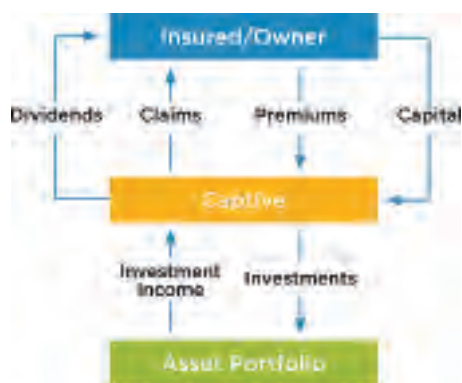 Insured/Owner
Dividends
Claims
Premiums
Capital
Captive
Investment
Income
Investments
Asset Portfolio